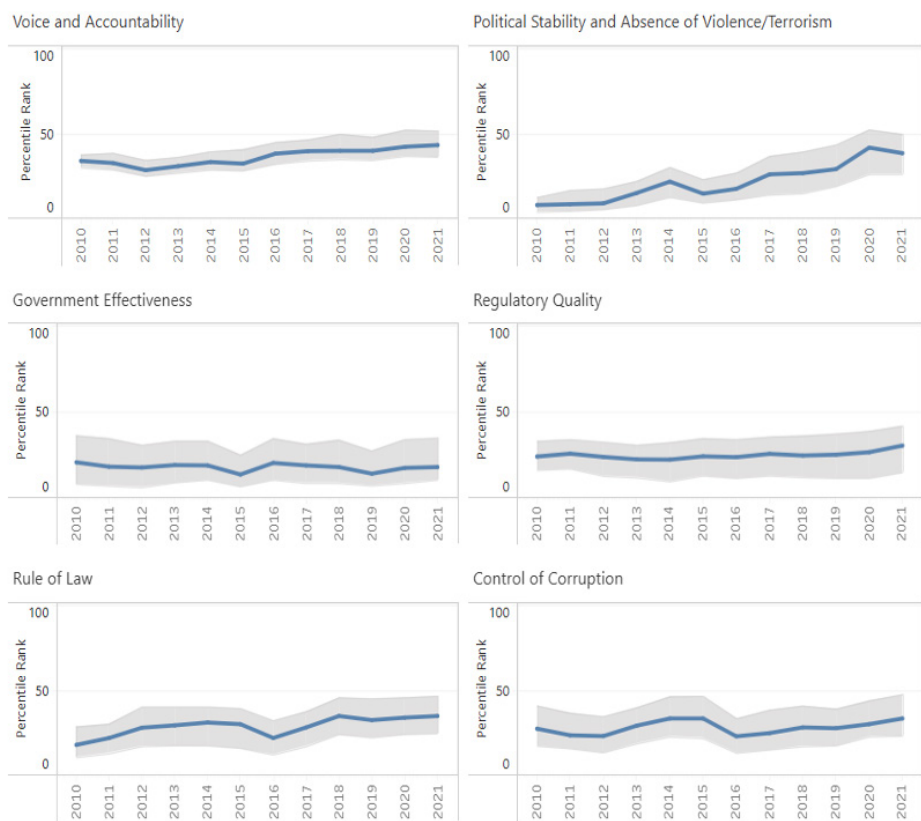 Voice and Accountability
Political Stability and Absence of Violence/Terrorism
100
50
0
Percentile Rank
2010 2011 2012 2013 2014 2015 2016 2017 2018 2019 2020 2021
100
50
0
Percentile Rank
2010 2011 2012 2013 2014 2015 2016 2017 2018 2019 2020 2021
Government Effectiveness
Regulatory Quality
100
50
0
Percentile Rank
2010 2011 2012 2013 2014 2015 2016 2017 2018 2019 2020 2021
100
50
0
Percentile Rank
2010 2011 2012 2013 2014 2015 2016 2017 2018 2019 2020 2021
Rule of Law
Control of Corruption
100
50
0
Percentile Rank
2010 2011 2012 2013 2014 2015 2016 2017 2018 2019 2020 2021
100
50
0
Percentile Rank
2010 2011 2012 2013 2014 2015 2016 2017 2018 2019 2020 2021